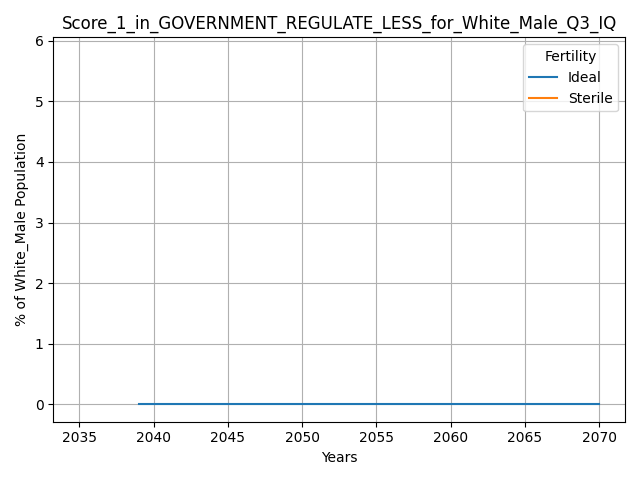 Score_1_in_GOVERNMENT_REGULATE_LESS_for_White_Male_Q3_IQ
6
5
4
3
2
1
0
% of White_Male Population
Fertility
Ideal
Sterile
2035 2040 2045 2050 2055 2060 2065 2070
Years